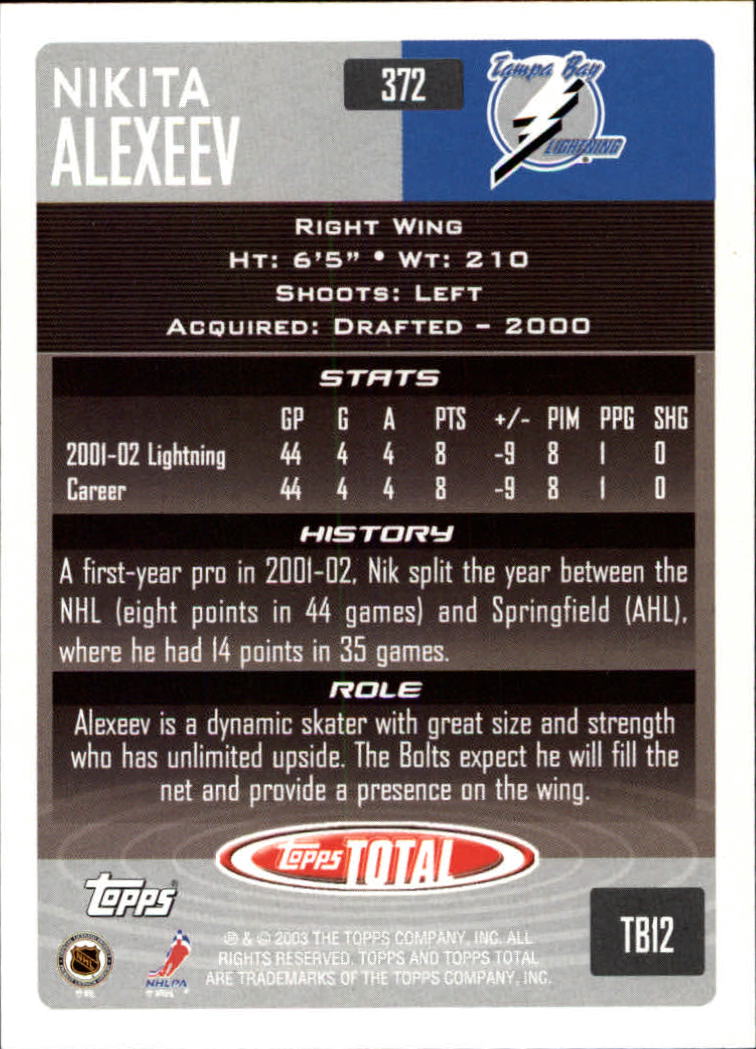 NIKITA
ALEXEEV
372
Tampa Bay
LIGHTNING
RIGHT WING
HT: 6'5" • WT: 210
SHOOTS: LEFT
ACQUIRED: DRAFTED – 2000
STATS
GP G A PTS +/- PIM PPG SHG
2001-02 Lightning 44 4 4 8 -9 8 1 0
Career 44 4 4 8 -9 8 1 0
HISTORY
A first-year pro in 2001-02, Nik split the year between the
NHL (eight points in 44 games) and Springfield (AHL),
where he had 14 points in 35 games.
ROLE
Alexeev is a dynamic skater with great size and strength
who has unlimited upside. The Bolts expect he will fill the
net and provide a presence on the wing.
Topps TOTAL
Topps
TB12
℗ & © 2003 THE TOPPS COMPANY, INC. ALL
RIGHTS RESERVED. TOPPS AND TOPPS TOTAL
ARE TRADEMARKS OF THE TOPPS COMPANY, INC.
NHL
NHLPA